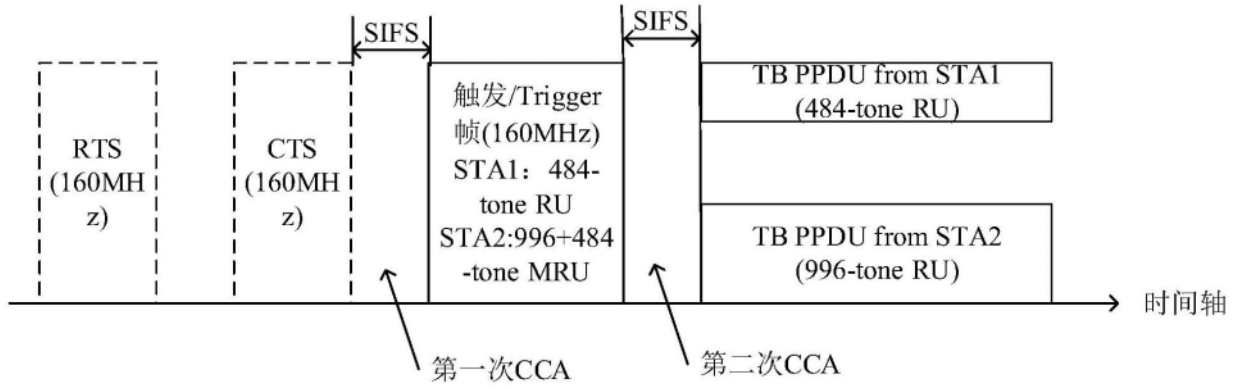 SIFS
SIFS
RTS
(160MH
z)
CTS
(160MH
z)
触发/Trigger
帧(160MHz)
STA1：484-
tone RU
STA2:996+484
-tone MRU
TB PPDU from STA1
(484-tone RU)
TB PPDU from STA2
(996-tone RU)
时间轴
第一次CCA
第二次CCA